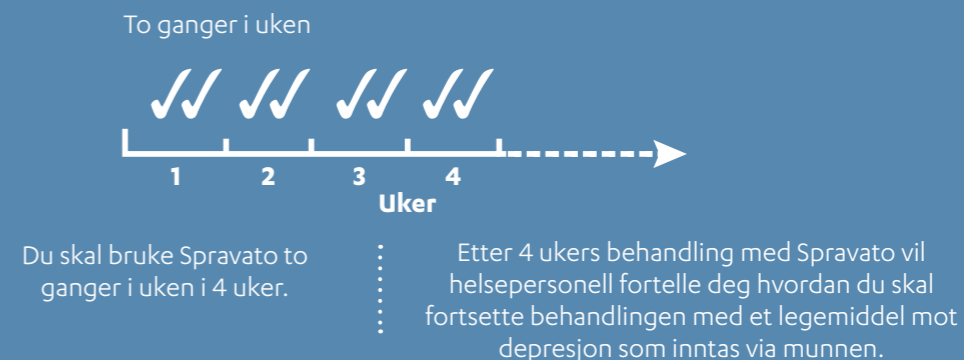 To ganger i uken
1 2 3 4
Uker
Du skal bruke Spravato to
ganger i uken i 4 uker.
Etter 4 ukers behandling med Spravato vil
helsepersonell fortelle deg hvordan du skal
fortsette behandlingen med et legemiddel mot
depresjon som inntas via munnen.